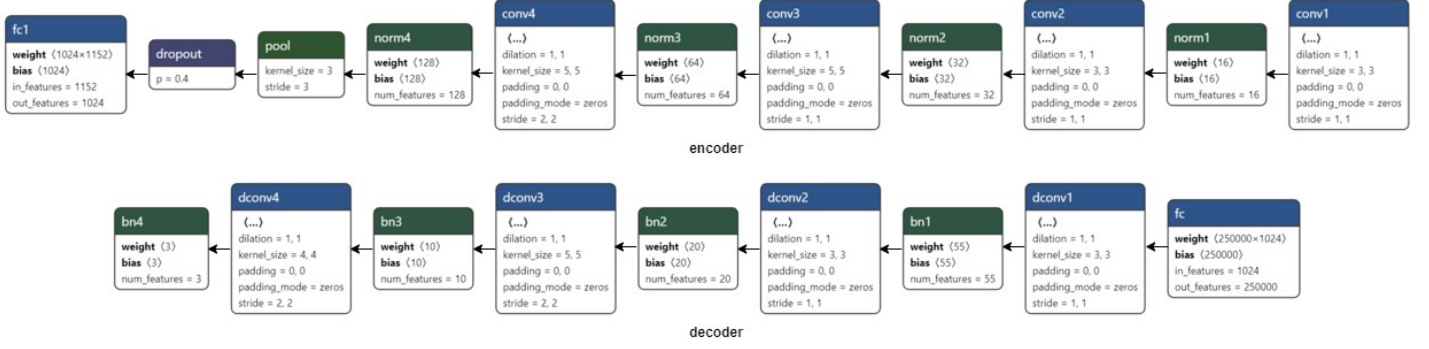 fc1
weight ⟨1024×1152⟩
bias ⟨1024⟩
in_features = 1152
out_features = 1024
dropout
p = 0.4
pool
kernel_size = 3
stride = 3
norm4
weight ⟨128⟩
bias ⟨128⟩
num_features = 128
conv4
⟨...⟩
dilation = 1, 1
kernel_size = 5, 5
padding = 0, 0
padding_mode = zeros
stride = 2, 2
norm3
weight ⟨64⟩
bias ⟨64⟩
num_features = 64
conv3
⟨...⟩
dilation = 1, 1
kernel_size = 5, 5
padding = 0, 0
padding_mode = zeros
stride = 1, 1
norm2
weight ⟨32⟩
bias ⟨32⟩
num_features = 32
conv2
⟨...⟩
dilation = 1, 1
kernel_size = 3, 3
padding = 0, 0
padding_mode = zeros
stride = 1, 1
norm1
weight ⟨16⟩
bias ⟨16⟩
num_features = 16
conv1
⟨...⟩
dilation = 1, 1
kernel_size = 3, 3
padding = 0, 0
padding_mode = zeros
stride = 1, 1
encoder
bn4
weight ⟨3⟩
bias ⟨3⟩
num_features = 3
dconv4
⟨...⟩
dilation = 1, 1
kernel_size = 4, 4
padding = 0, 0
padding_mode = zeros
stride = 2, 2
bn3
weight ⟨10⟩
bias ⟨10⟩
num_features = 10
dconv3
⟨...⟩
dilation = 1, 1
kernel_size = 5, 5
padding = 0, 0
padding_mode = zeros
stride = 2, 2
bn2
weight ⟨20⟩
bias ⟨20⟩
num_features = 20
dconv2
⟨...⟩
dilation = 1, 1
kernel_size = 3, 3
padding = 0, 0
padding_mode = zeros
stride = 1, 1
bn1
weight ⟨55⟩
bias ⟨55⟩
num_features = 55
dconv1
⟨...⟩
dilation = 1, 1
kernel_size = 3, 3
padding = 0, 0
padding_mode = zeros
stride = 1, 1
fc
weight ⟨250000×1024⟩
bias ⟨250000⟩
in_features = 1024
out_features = 250000
decoder